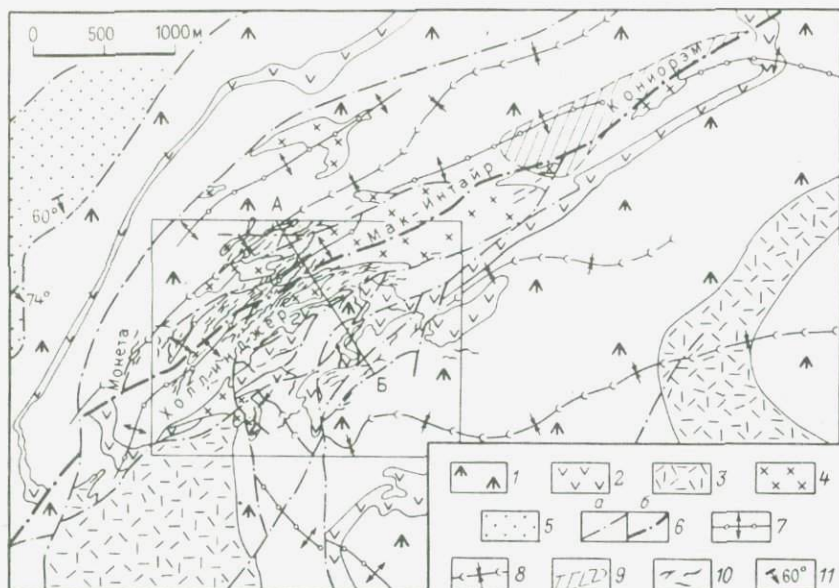 0 500 1000 м
Кониорэм
Мак-Интайр
60°
А
74°
Монета
Холлинджер
Б
1 2 3 4
а б
5 6 7
8 9 60° 10 11